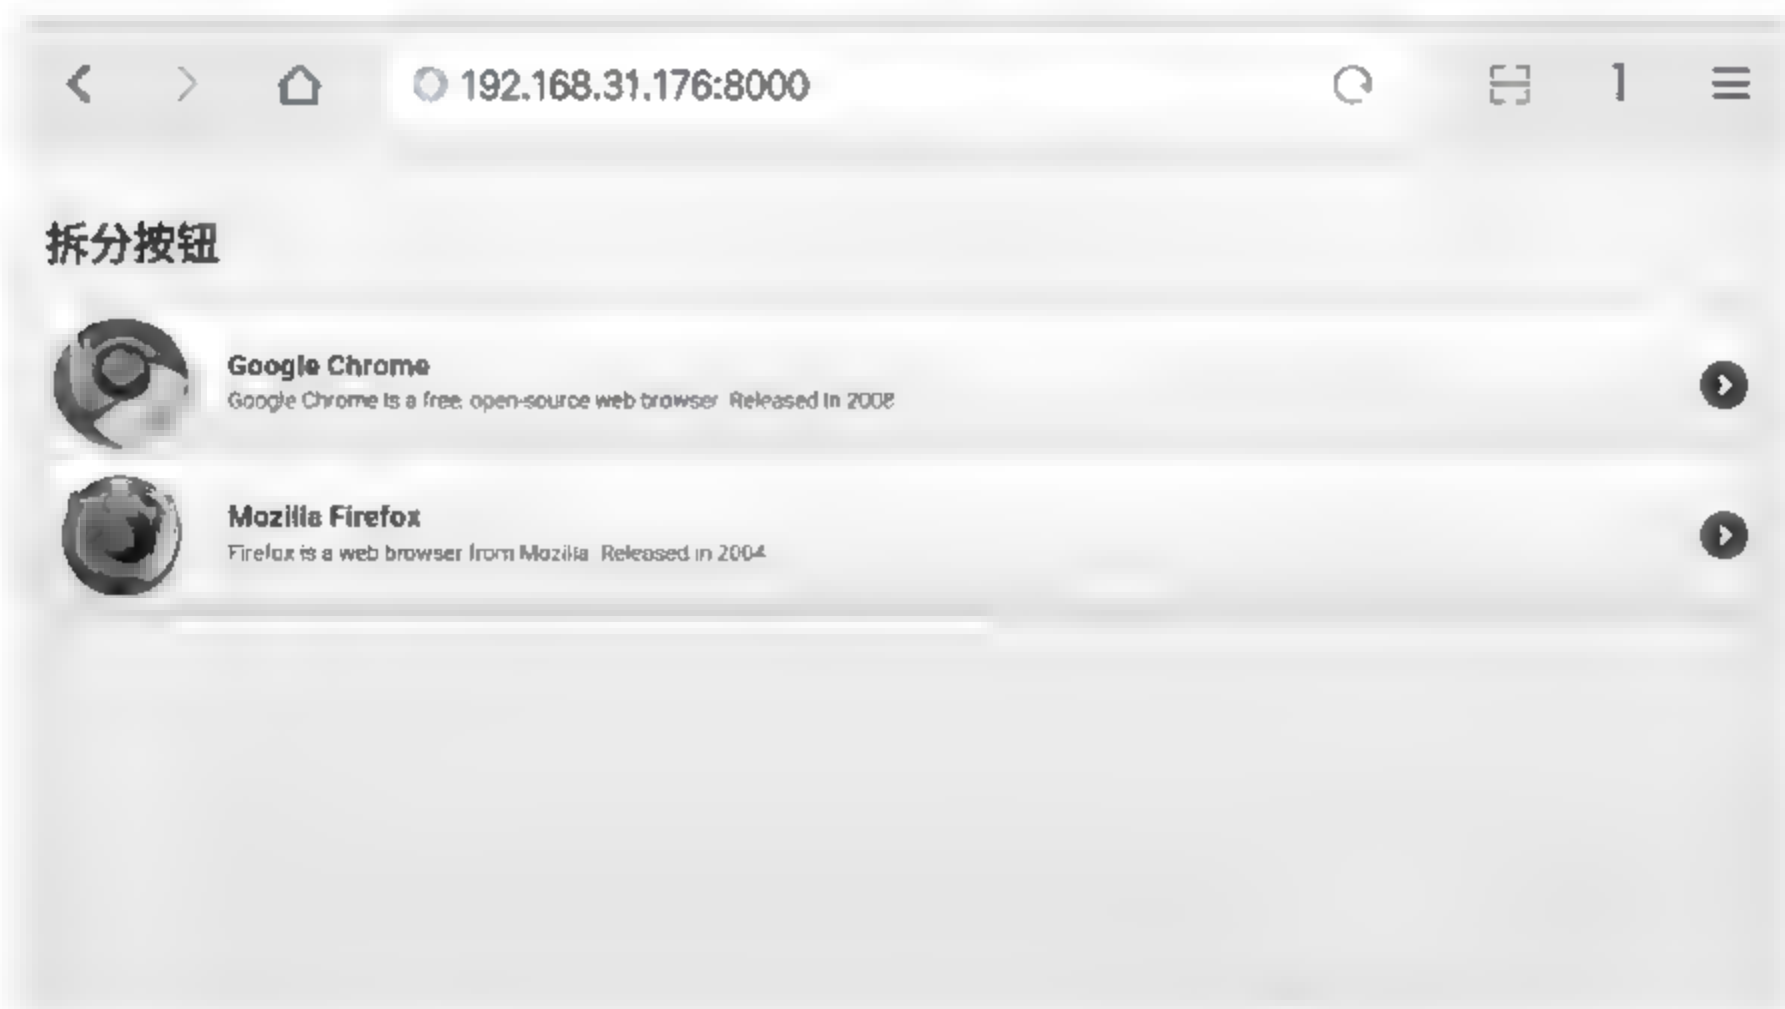 192.168.31.176:8000
1
拆分按钮
Google Chrome
Google Chrome is a free, open-source web browser. Released in 2008
Mozilla Firefox
Firefox is a web browser from Mozilla. Released in 2004